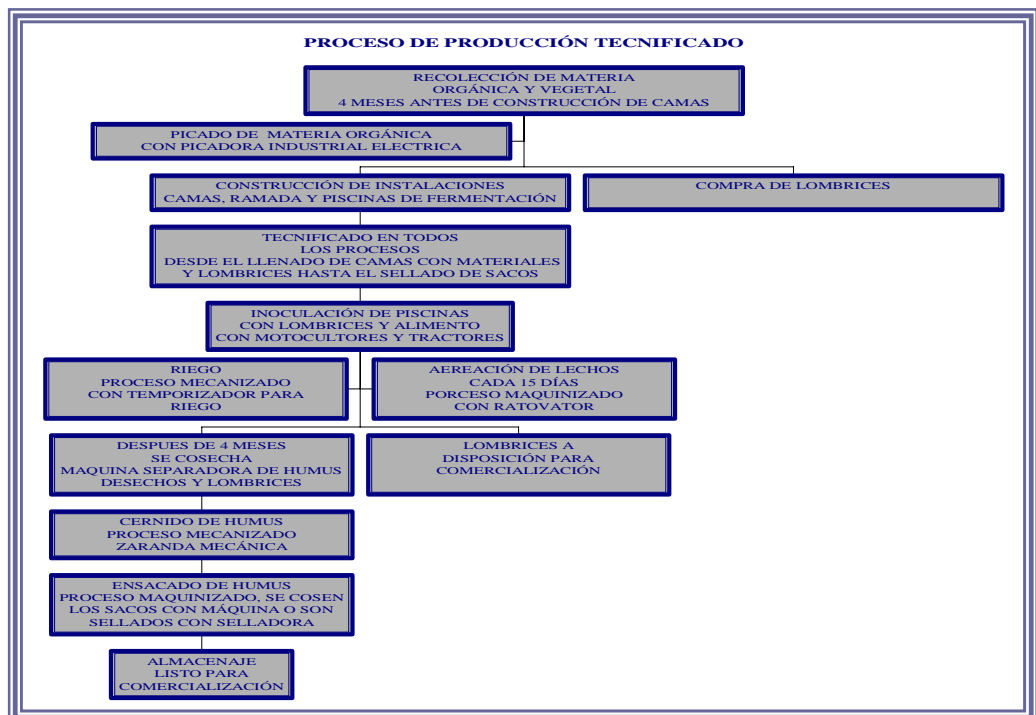 PROCESO DE PRODUCCIÓN TECNIFICADO
RECOLECCIÓN DE MATERIA
ORGÁNICA Y VEGETAL
4 MESES ANTES DE CONSTRUCCIÓN DE CAMAS
PICADO DE MATERIA ORGÁNICA
CON PICADORA INDUSTRIAL ELECTRICA
CONSTRUCCIÓN DE INSTALACIONES
CAMAS, RAMADA Y PISCINAS DE FERMENTACIÓN
COMPRA DE LOMBRICES
TECNIFICADO EN TODOS
LOS PROCESOS
DESDE EL LLENADO DE CAMAS CON MATERIALES
Y LOMBRICES HASTA EL SELLADO DE SACOS
INOCULACIÓN DE PISCINAS
CON LOMBRICES Y ALIMENTO
CON MOTOCULTORES Y TRACTORES
RIEGO
PROCESO MECANIZADO
CON TEMPORIZADOR PARA
RIEGO
AEREACIÓN DE LECHOS
CADA 15 DÍAS
PORCESO MAQUINIZADO
CON RATOVATOR
DESPUES DE 4 MESES
SE COSECHA
MAQUINA SEPARADORA DE HUMUS
DESECHOS Y LOMBRICES
LOMBRICES A
DISPOSICIÓN PARA
COMERCIALIZACIÓN
CERNIDO DE HUMUS
PROCESO MECANIZADO
ZARANDA MECÁNICA
ENSACADO DE HUMUS
PROCESO MAQUINIZADO, SE COSEN
LOS SACOS CON MÁQUINA O SON
SELLADOS CON SELLADORA
ALMACENAJE
LISTO PARA
COMERCIALIZACIÓN